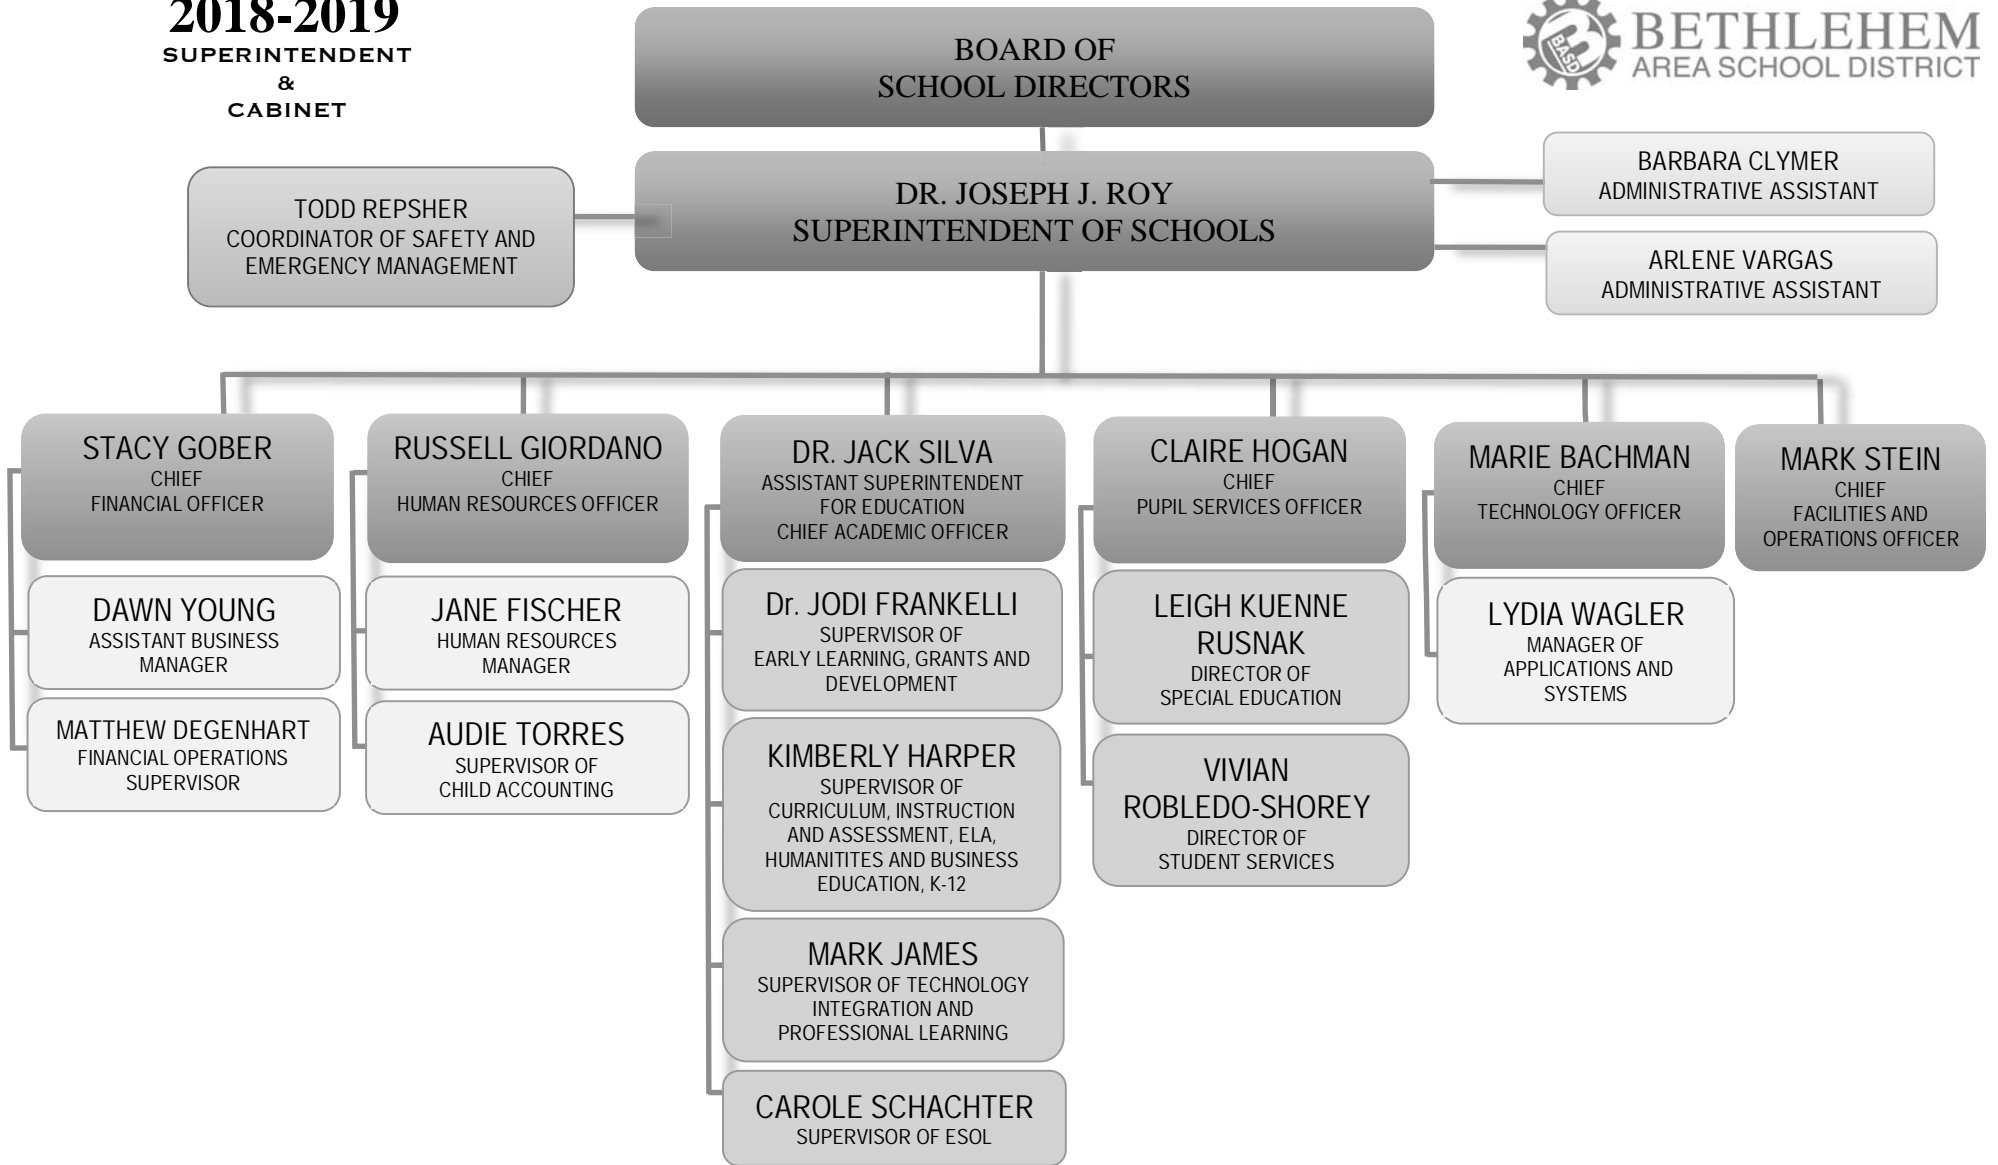 2018-2019
SUPERINTENDENT
&
CABINET
BOARD OF
SCHOOL DIRECTORS
BASD
BETHLEHEM
AREA SCHOOL DISTRICT
TODD REPSHER
COORDINATOR OF SAFETY AND
EMERGENCY MANAGEMENT
DR. JOSEPH J. ROY
SUPERINTENDENT OF SCHOOLS
BARBARA CLYMER
ADMINISTRATIVE ASSISTANT
ARLENE VARGAS
ADMINISTRATIVE ASSISTANT
STACY GOBER
CHIEF
FINANCIAL OFFICER
DAWN YOUNG
ASSISTANT BUSINESS
MANAGER
MATTHEW DEGENHART
FINANCIAL OPERATIONS
SUPERVISOR
RUSSELL GIORDANO
CHIEF
HUMAN RESOURCES OFFICER
JANE FISCHER
HUMAN RESOURCES
MANAGER
AUDIE TORRES
SUPERVISOR OF
CHILD ACCOUNTING
DR. JACK SILVA
ASSISTANT SUPERINTENDENT
FOR EDUCATION
CHIEF ACADEMIC OFFICER
Dr. JODI FRANKELLI
SUPERVISOR OF
EARLY LEARNING, GRANTS AND
DEVELOPMENT
KIMBERLY HARPER
SUPERVISOR OF
CURRICULUM, INSTRUCTION
AND ASSESSMENT, ELA,
HUMANITITES AND BUSINESS
EDUCATION, K-12
MARK JAMES
SUPERVISOR OF TECHNOLOGY
INTEGRATION AND
PROFESSIONAL LEARNING
CAROLE SCHACHTER
SUPERVISOR OF ESOL
CLAIRE HOGAN
CHIEF
PUPIL SERVICES OFFICER
LEIGH KUENNE
RUSNAK
DIRECTOR OF
SPECIAL EDUCATION
VIVIAN
ROBLEDO-SHOREY
DIRECTOR OF
STUDENT SERVICES
MARIE BACHMAN
CHIEF
TECHNOLOGY OFFICER
LYDIA WAGLER
MANAGER OF
APPLICATIONS AND
SYSTEMS
MARK STEIN
CHIEF
FACILITIES AND
OPERATIONS OFFICER